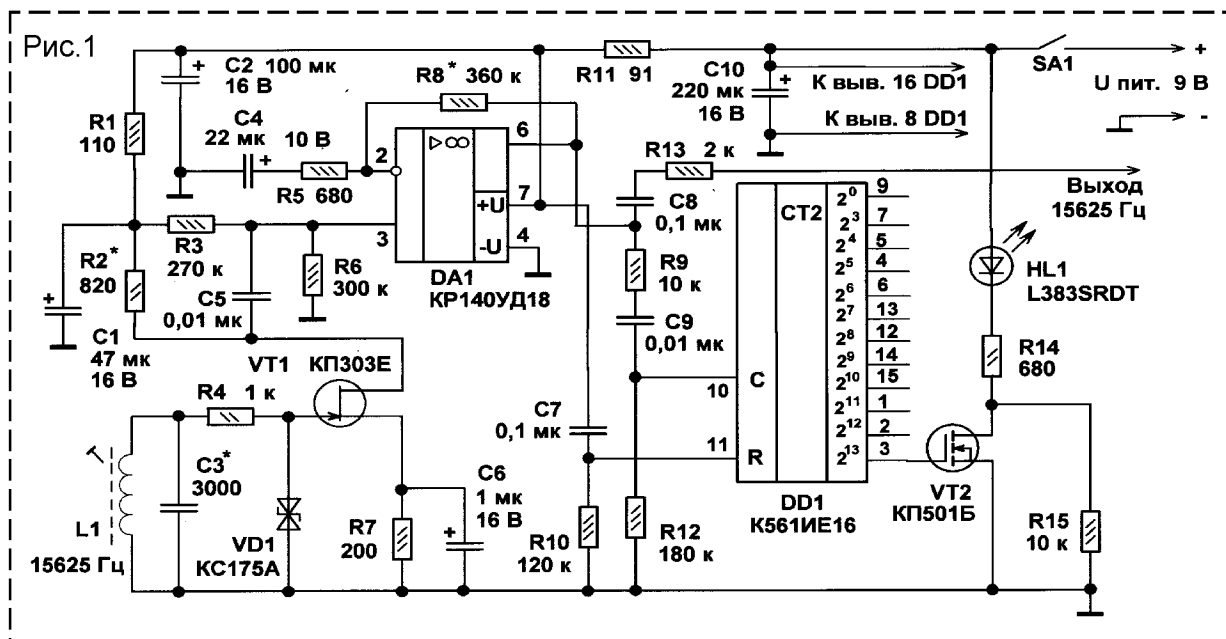 Рис.1
C2 100 мк
16 В
R8* 360 к
R11 91
C10
220 мк
16 В
К выв. 16 DD1
К выв. 8 DD1
SA1
+
U пит. 9 В
-
R1
110
C4
22 мк
10 В
R5 680
2
3
▷∞
+U
-U
6
7
4
DA1
КР140УД18
R13 2 к
C8
0,1 мк
Выход
15625 Гц
R3
270 к
R2*
820
C5
0,01 мк
R6
300 к
C1
47 мк
16 В
R9
10 к
C9
0,01 мк
10
C
11
R
CT2
2⁰ 9
2³ 7
2⁴ 5
2⁵ 4
2⁶ 6
2⁷ 13
2⁸ 12
2⁹ 14
2¹⁰ 15
2¹¹ 1
2¹² 2
2¹³ 3
DD1
К561ИЕ16
HL1
L383SRDT
R14
680
VT1 КП303Е
R4 1 к
C7
0,1 мк
C3*
3000
L1
15625 Гц
VD1
КС175А
R7
200
C6
1 мк
16 В
R10
120 к
R12
180 к
VT2
КП501Б
R15
10 к